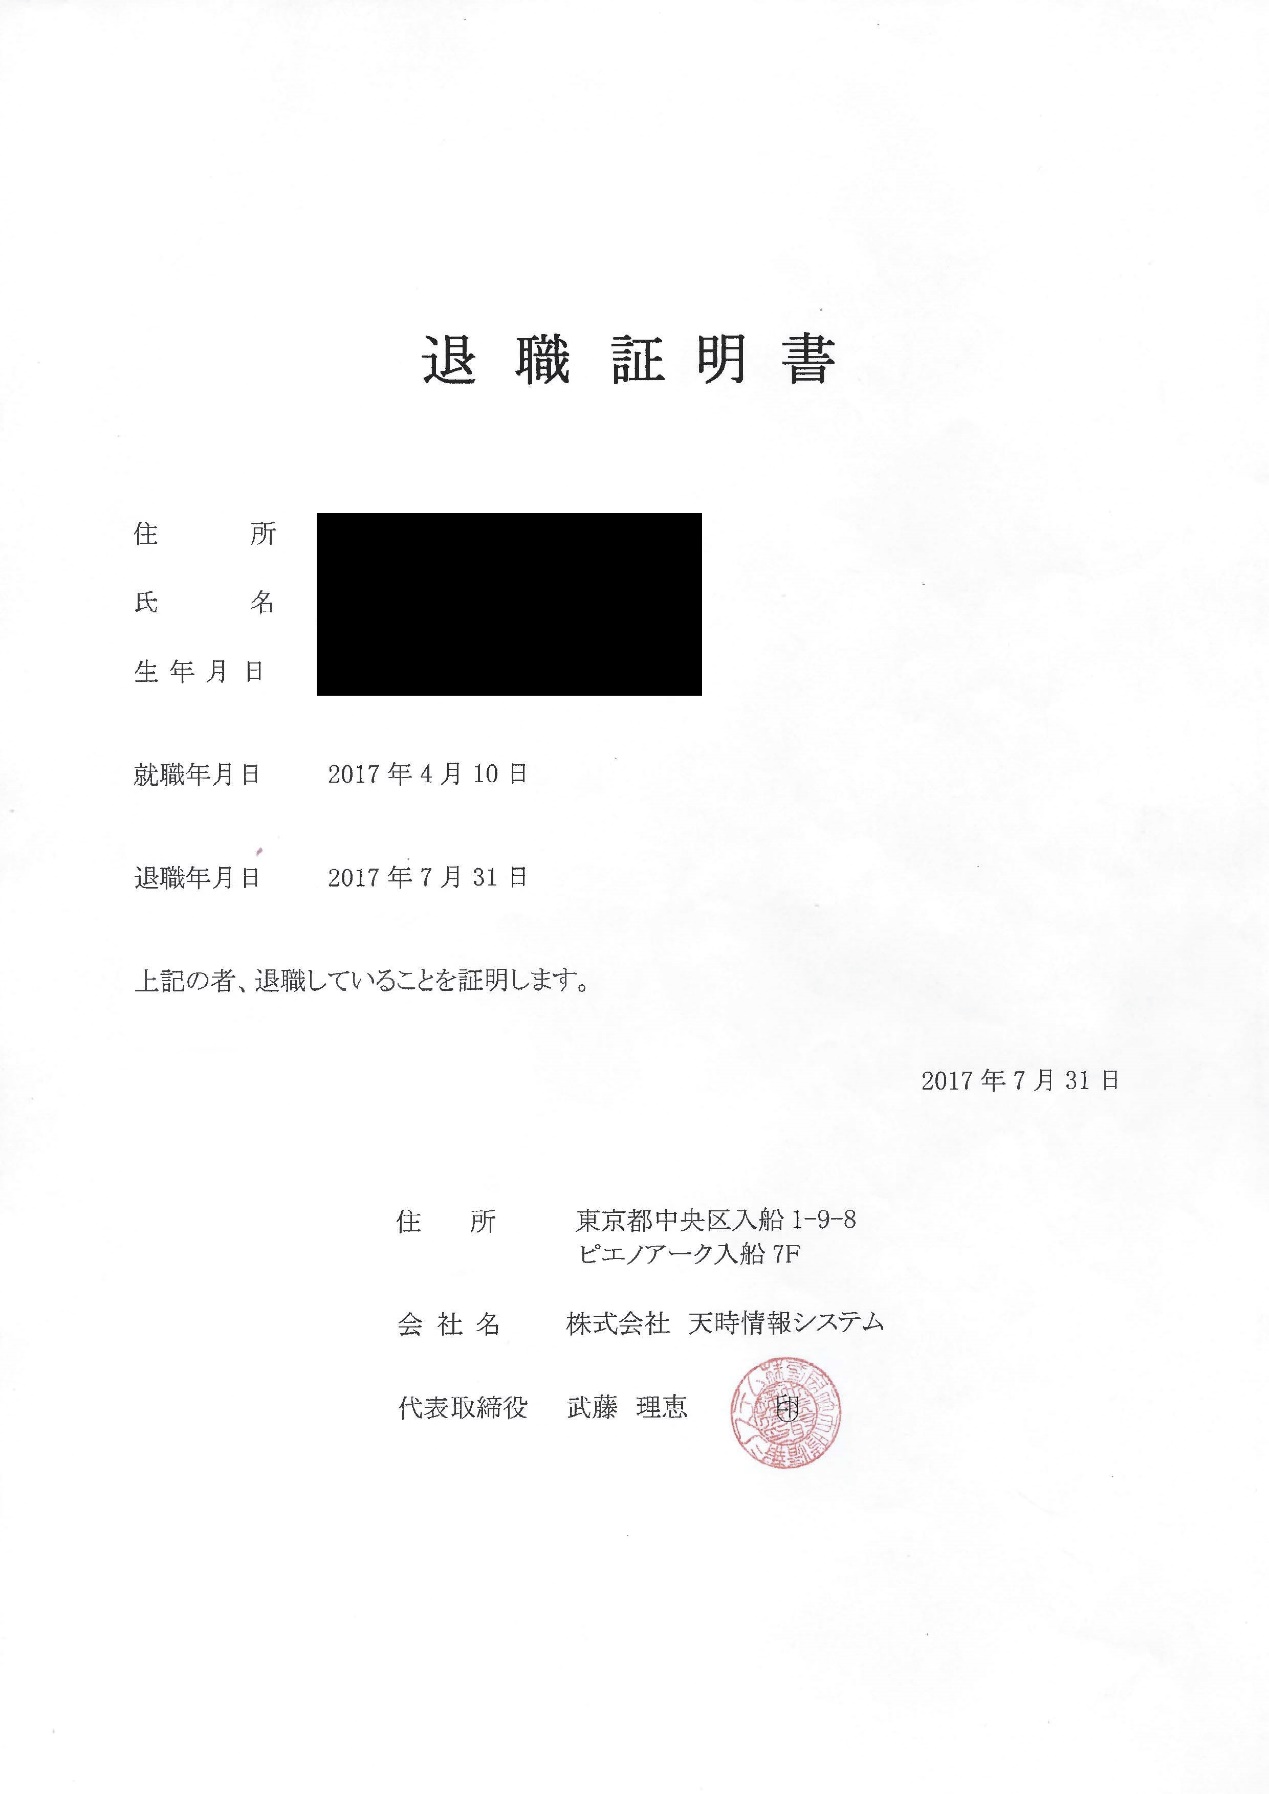 退職証明書
住所
氏名
生年月日
就職年月日 2017年4月10日
退職年月日 2017年7月31日
上記の者、退職していることを証明します。
2017年7月31日
住所 東京都中央区入船1-9-8
ピエノアーク入船7F
会社名 株式会社 天時情報システム
代表取締役 武藤 理恵 印